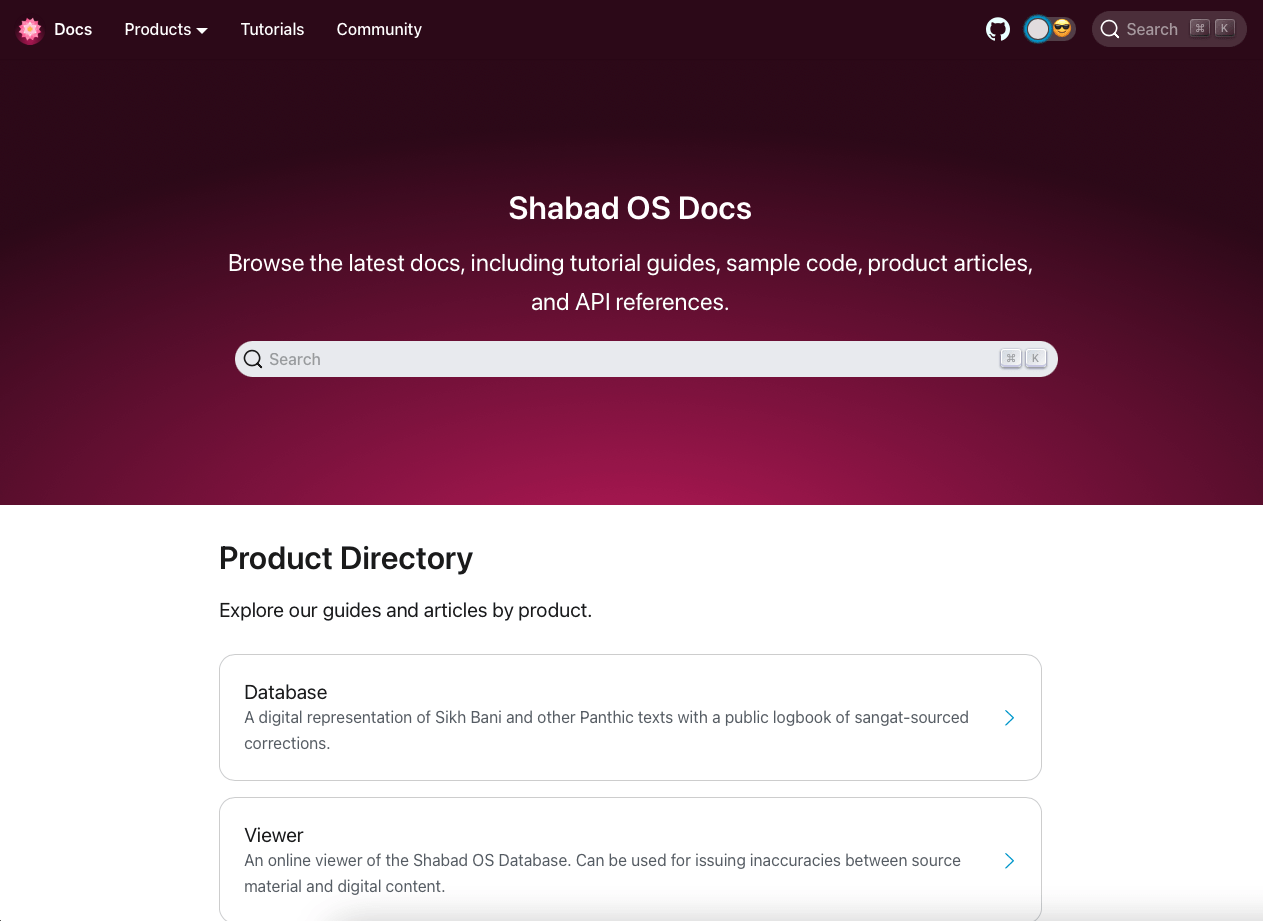 Docs Products Tutorials Community Search ⌘ K
Shabad OS Docs
Browse the latest docs, including tutorial guides, sample code, product articles,
and API references.
Search ⌘ K
Product Directory
Explore our guides and articles by product.
Database
A digital representation of Sikh Bani and other Panthic texts with a public logbook of sangat-sourced
corrections.
Viewer
An online viewer of the Shabad OS Database. Can be used for issuing inaccuracies between source
material and digital content.